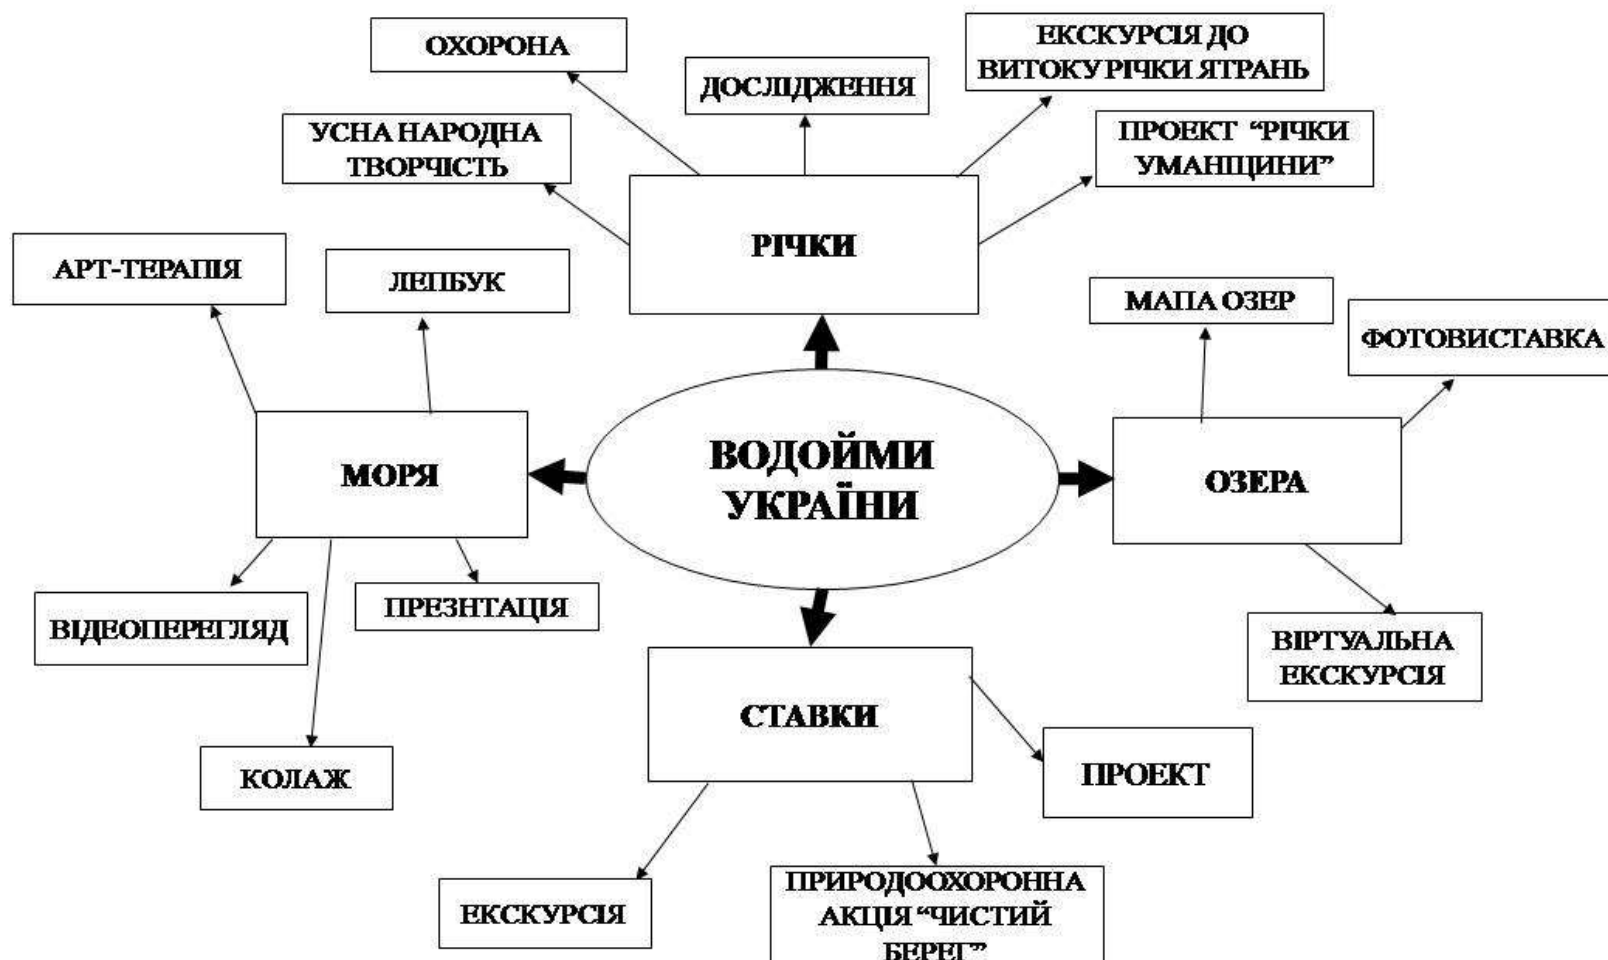 ОХОРОНА
ДОСЛІДЖЕННЯ
ЕКСКУРСІЯ ДО
ВИТОКУ РІЧКИ ЯТРАНЬ
УСНА НАРОДНА
ТВОРЧІСТЬ
ПРОЕКТ “РІЧКИ
УМАНЩИНИ”
РІЧКИ
АРТ-ТЕРАПІЯ
ЛЕПБУК
МАПА ОЗЕР
ФОТОВИСТАВКА
МОРЯ
ВОДОЙМИ
УКРАЇНИ
ОЗЕРА
ВІДЕОПЕРЕГЛЯД
ПРЕЗНТАЦІЯ
ВІРТУАЛЬНА
ЕКСКУРСІЯ
СТАВКИ
КОЛАЖ
ПРОЕКТ
ЕКСКУРСІЯ
ПРИРОДООХОРОННА
АКЦІЯ “ЧИСТИЙ
БЕРЕГ”